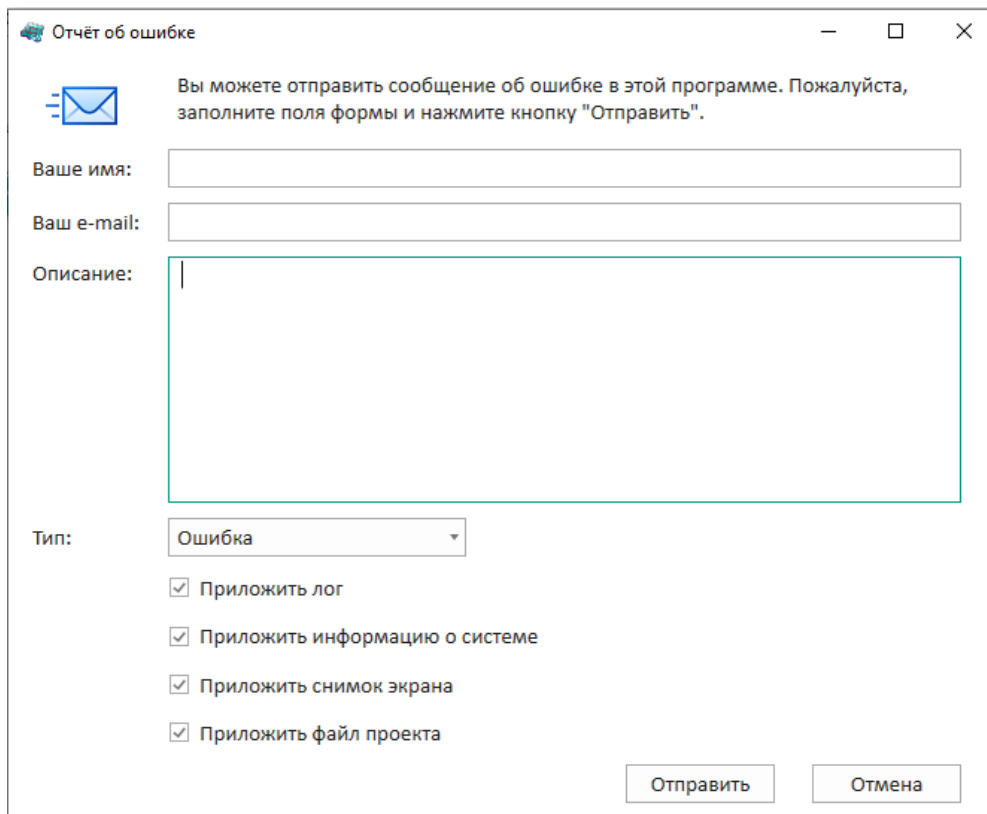 Отчёт об ошибке
Вы можете отправить сообщение об ошибке в этой программе. Пожалуйста,
заполните поля формы и нажмите кнопку "Отправить".
Ваше имя:
Ваш e-mail:
Описание:
Тип:
Ошибка
Приложить лог
Приложить информацию о системе
Приложить снимок экрана
Приложить файл проекта
Отправить
Отмена